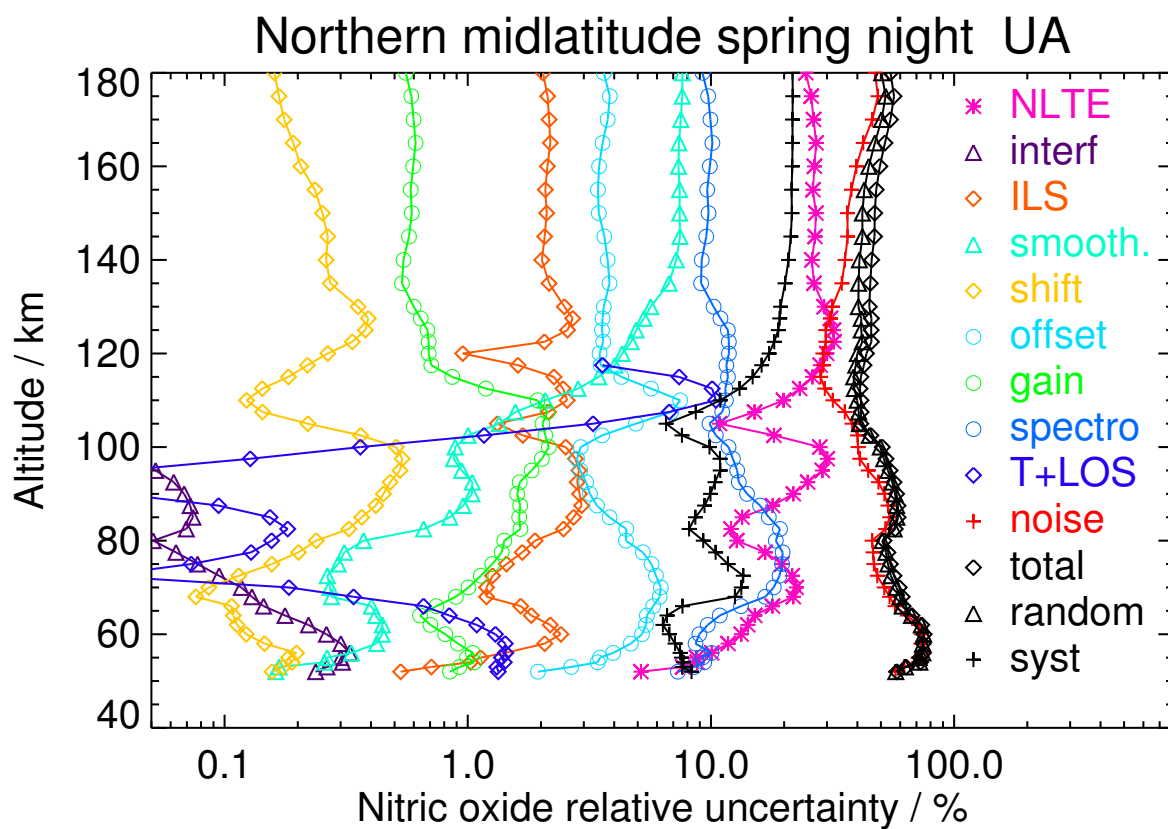 Northern midlatitude spring night UA
180
160
140
120
100
80
60
40
Altitude / km
NLTE
interf
ILS
smooth.
shift
offset
gain
spectro
T+LOS
noise
total
random
syst
0.1 1.0 10.0 100.0
Nitric oxide relative uncertainty / %